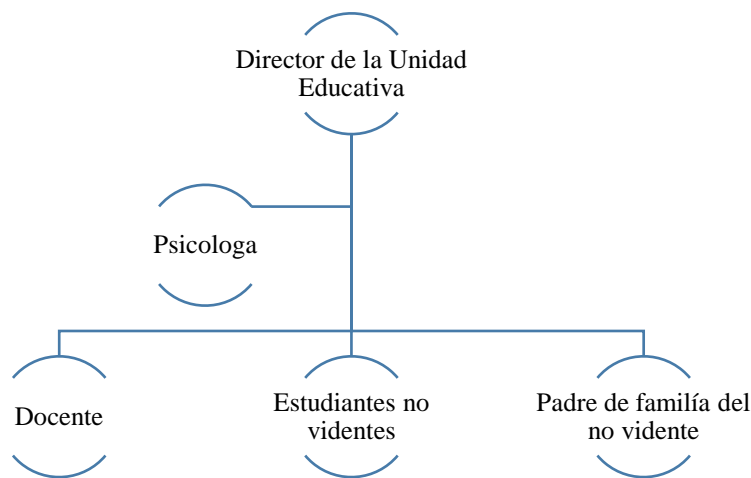 Director de la Unidad
Educativa
Psicologa
Docente
Estudiantes no
videntes
Padre de familía del
no vidente